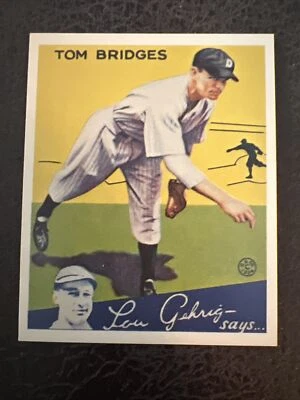 TOM BRIDGES
D
Lou Gehrig
says...